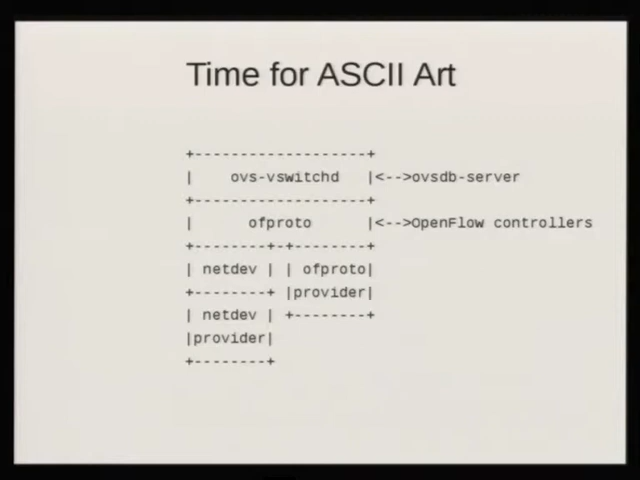 Time for ASCII Art
+-------------------+
|    ovs-vswitchd   |<-->ovsdb-server
+-------------------+
|      ofproto      |<-->OpenFlow controllers
+--------+-+--------+
| netdev | | ofproto|
+--------+ |provider|
| netdev | +--------+
|provider|
+--------+